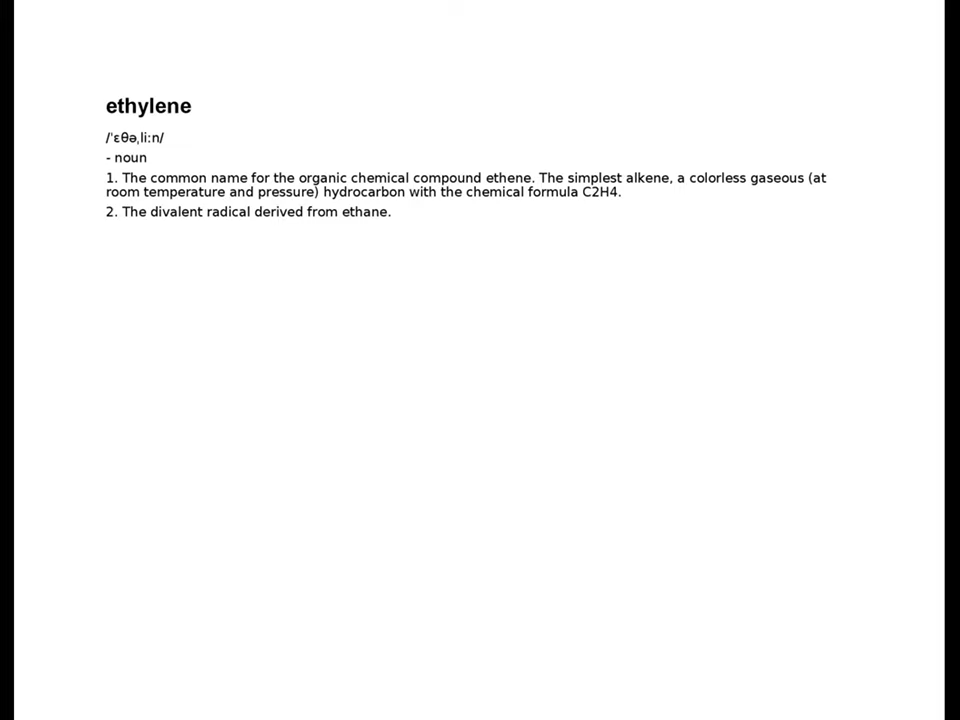 ethylene
/ˈɛθəˌliːn/
- noun
1. The common name for the organic chemical compound ethene. The simplest alkene, a colorless gaseous (at
room temperature and pressure) hydrocarbon with the chemical formula C2H4.
2. The divalent radical derived from ethane.